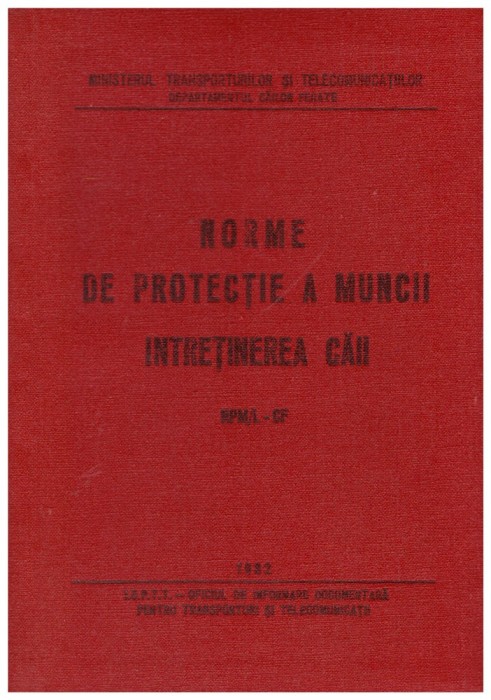 MINISTERUL TRANSPORTURILOR ȘI TELECOMUNICAȚIILOR
DEPARTAMENTUL CĂILOR FERATE
NORME
DE PROTECȚIE A MUNCII
INTREȚINEREA CĂII
NPM/L-CF
1982
I.C.P.T.T. - OFICIUL DE INFORMARE DOCUMENTARĂ
PENTRU TRANSPORTURI ȘI TELECOMUNICAȚII